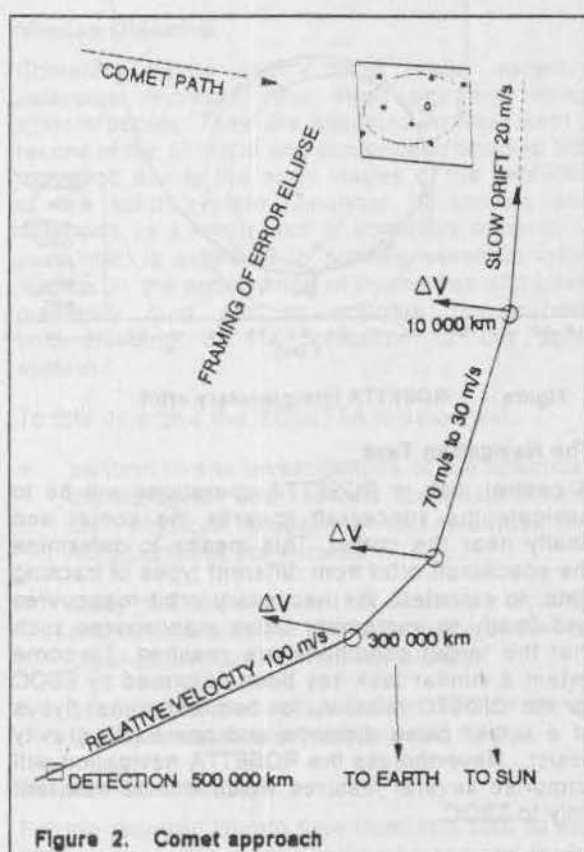 COMET PATH
FRAMING OF ERROR ELLIPSE
SLOW DRIFT 20 m/s
ΔV
10 000 km
70 m/s to 30 m/s
ΔV
ΔV
300 000 km
RELATIVE VELOCITY 100 m/s
DETECTION 500 000 km
TO EARTH
TO SUN
Figure 2. Comet approach